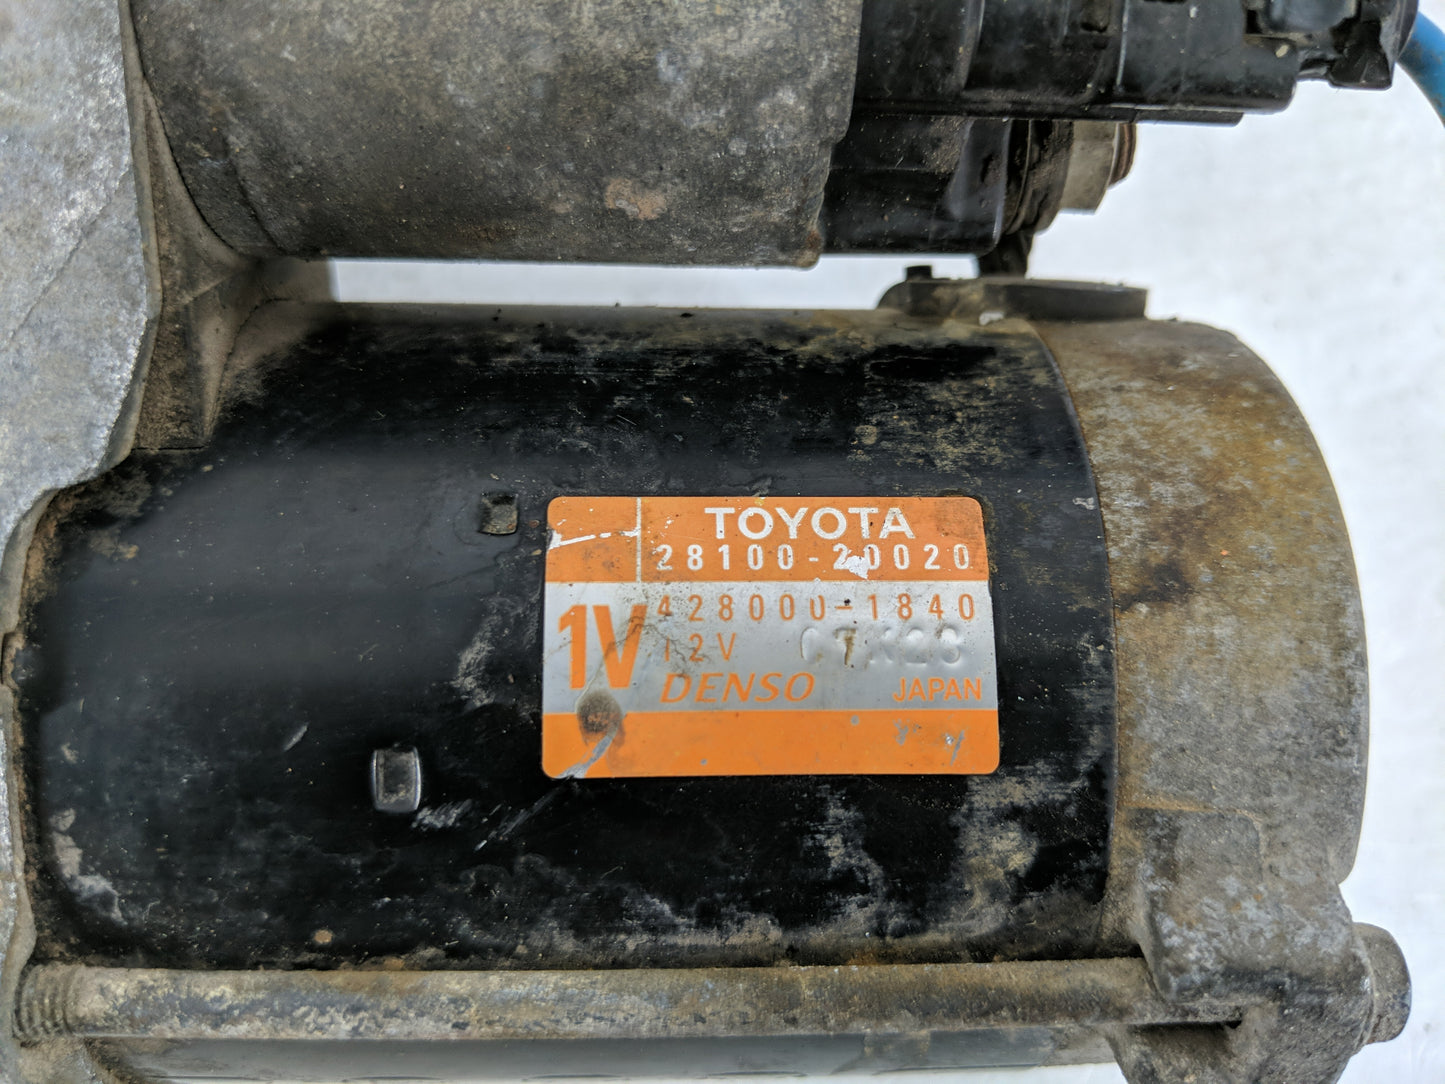 TOYOTA
28100-20020
1V
428000-1840
12V
DENSO JAPAN